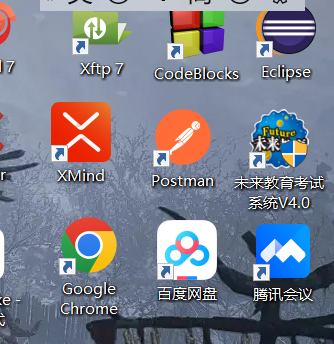 l 7
Xftp 7
CodeBlocks
Eclipse
r
XMind
Postman
Future
未来
未来教育考试
系统V4.0
ke -
式
Google
Chrome
百度网盘
腾讯会议